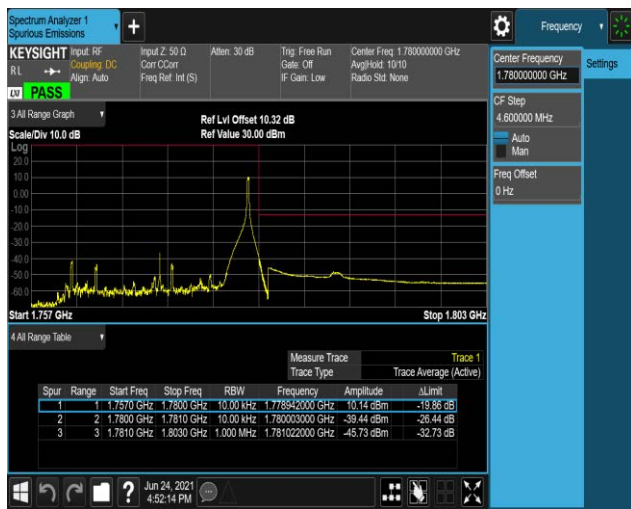 Spectrum Analyzer 1
Spurious Emissions
+
Frequency
KEYSIGHT
Input: RF
Coupling: DC
Align: Auto
Input Z: 50 Ω
Corr CCorr
Freq Ref: Int (S)
Atten: 30 dB
Trig: Free Run
Gate: Off
IF Gain: Low
Center Freq: 1.780000000 GHz
Avg|Hold: 10/10
Radio Std: None
RL
LXI
PASS
Center Frequency
1.780000000 GHz
Settings
CF Step
4.600000 MHz
Auto
Man
Freq Offset
0 Hz
3 All Range Graph
Ref Lvl Offset 10.32 dB
Scale/Div 10.0 dB
Ref Value 30.00 dBm
Log
20.0
10.0
0.00
-10.0
-20.0
-30.0
-40.0
-50.0
-60.0
Start 1.757 GHz
Stop 1.803 GHz
4 All Range Table
Measure Trace Trace 1
Trace Type Trace Average (Active)
Spur Range Start Freq Stop Freq RBW Frequency Amplitude ΔLimit
1 1 1.7570 GHz 1.7800 GHz 10.00 kHz 1.778942000 GHz 10.14 dBm -19.86 dB
2 2 1.7800 GHz 1.7810 GHz 10.00 kHz 1.780003000 GHz -39.44 dBm -26.44 dB
3 3 1.7810 GHz 1.8030 GHz 1.000 MHz 1.781022000 GHz -45.73 dBm -32.73 dB
?
Jun 24, 2021
4:52:14 PM